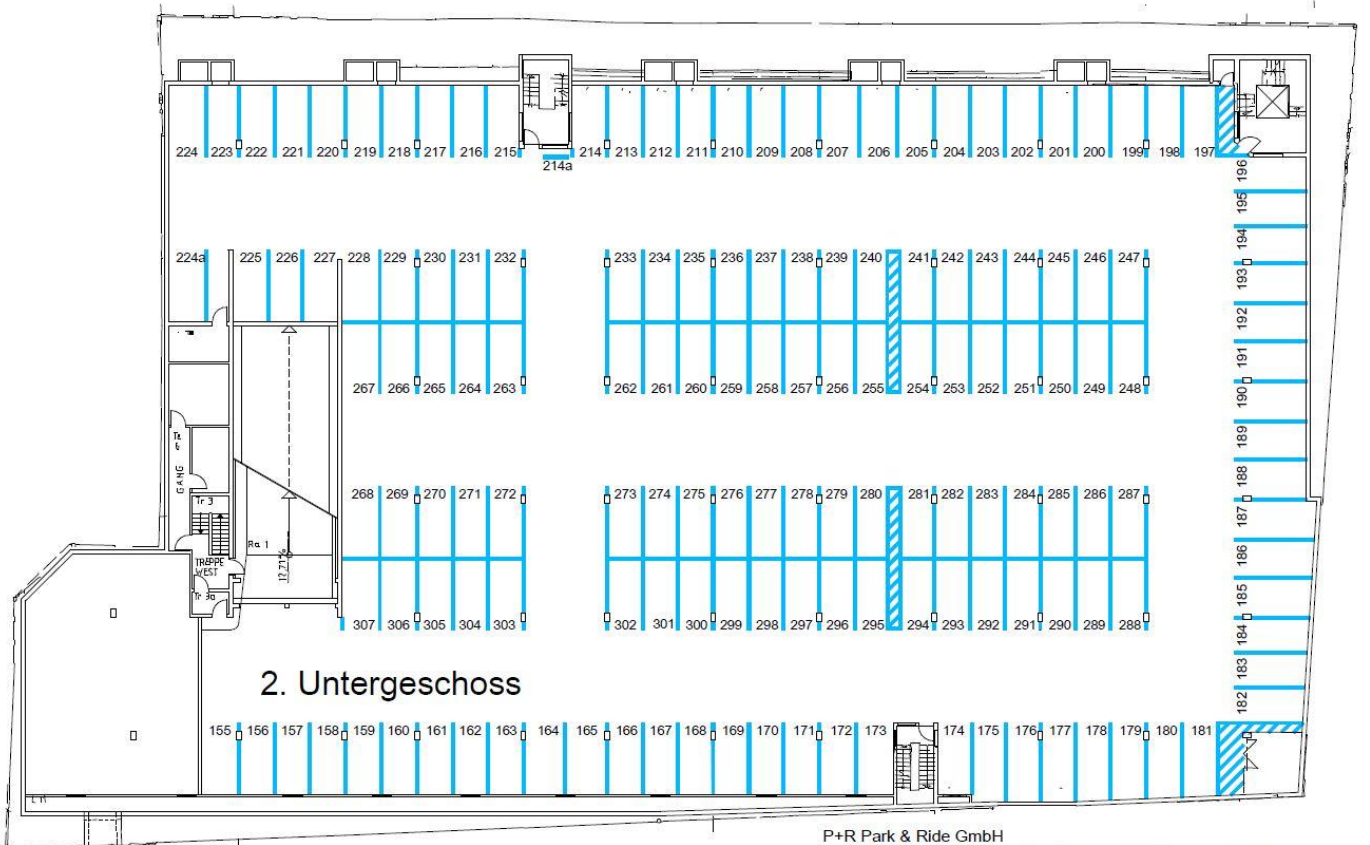 224 223 222 221 220 219 218 217 216 215 214 213 212 211 210 209 208 207 206 205 204 203 202 201 200 199 198 197
214a
196
195
194
193
192
191
190
189
188
187
186
185
184
183
182
224a 225 226 227 228 229 230 231 232 233 234 235 236 237 238 239 240 241 242 243 244 245 246 247
267 266 265 264 263 262 261 260 259 258 257 256 255 254 253 252 251 250 249 248
GANG
Tr 3
268 269 270 271 272 273 274 275 276 277 278 279 280 281 282 283 284 285 286 287
Ra 1
TREPPE
WEST
307 306 305 304 303 302 301 300 299 298 297 296 295 294 293 292 291 290 289 288
2. Untergeschoss
155 156 157 158 159 160 161 162 163 164 165 166 167 168 169 170 171 172 173 174 175 176 177 178 179 180 181
P+R Park & Ride GmbH